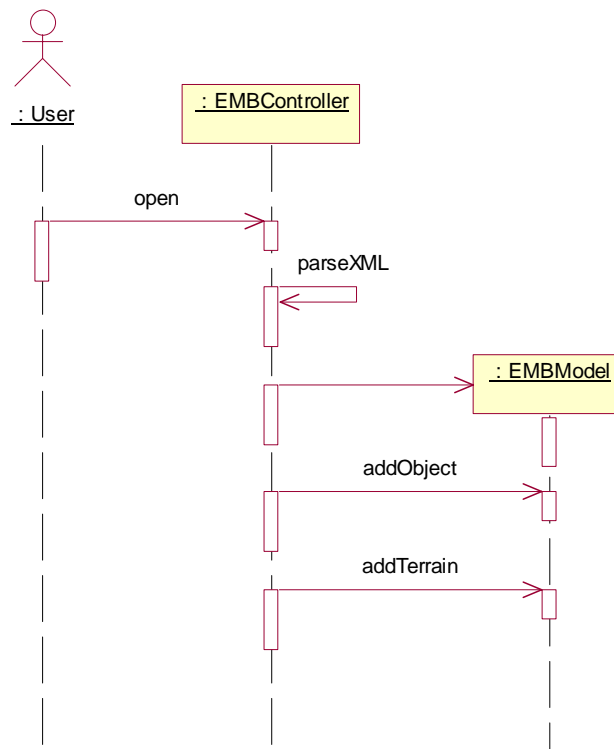 : User
: EMBController
open
parseXML
: EMBModel
addObject
addTerrain